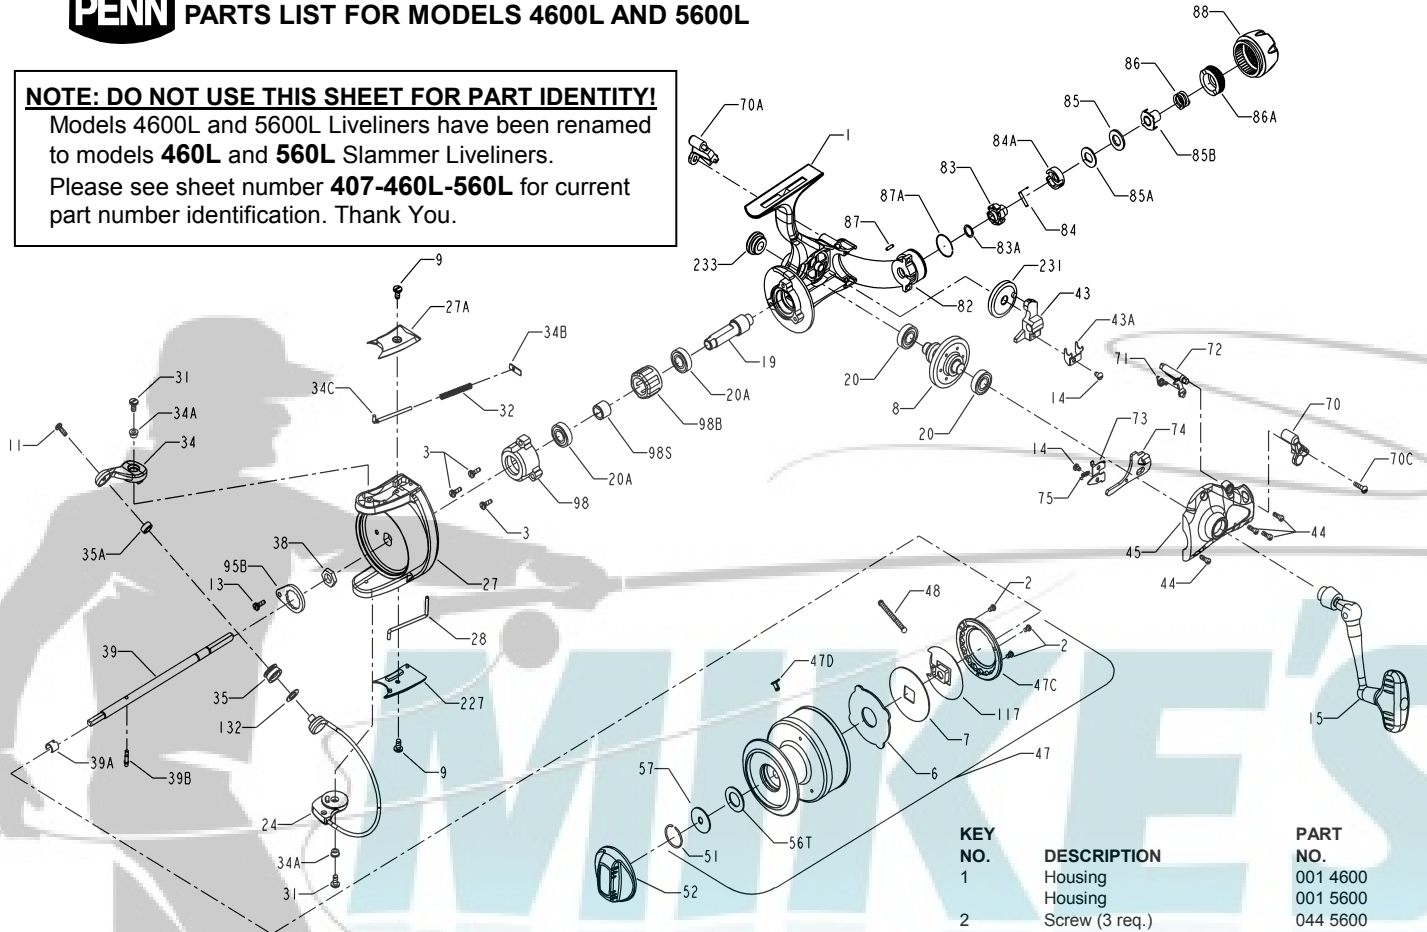 PENN PARTS LIST FOR MODELS 4600L AND 5600L
NOTE: DO NOT USE THIS SHEET FOR PART IDENTITY!
Models 4600L and 5600L Liveliners have been renamed
to models 460L and 560L Slammer Liveliners.
Please see sheet number 407-460L-560L for current
part number identification. Thank You.
88
86
70A
85
86A
1
84A
85B
83
85A
87A
84
87
83A
233
231
9
82
43
27A
34B
43A
19
72
71
31
34C
20
20A
14
34A
32
8
70
98B
11
34
20
73
74
3
98S
14
70C
20A
98
75
35A
3
38
44
45
95B
44
13
27
2
48
28
39
47D
2
35
47C
227
117
15
132
7
39A
47
39B
9
57
6
24
56T
51
34A
31
52
KEY PART
NO. DESCRIPTION NO.
1 Housing 001 4600
Housing 001 5600
2 Screw (3 req.) 044 5600
MIKE'S